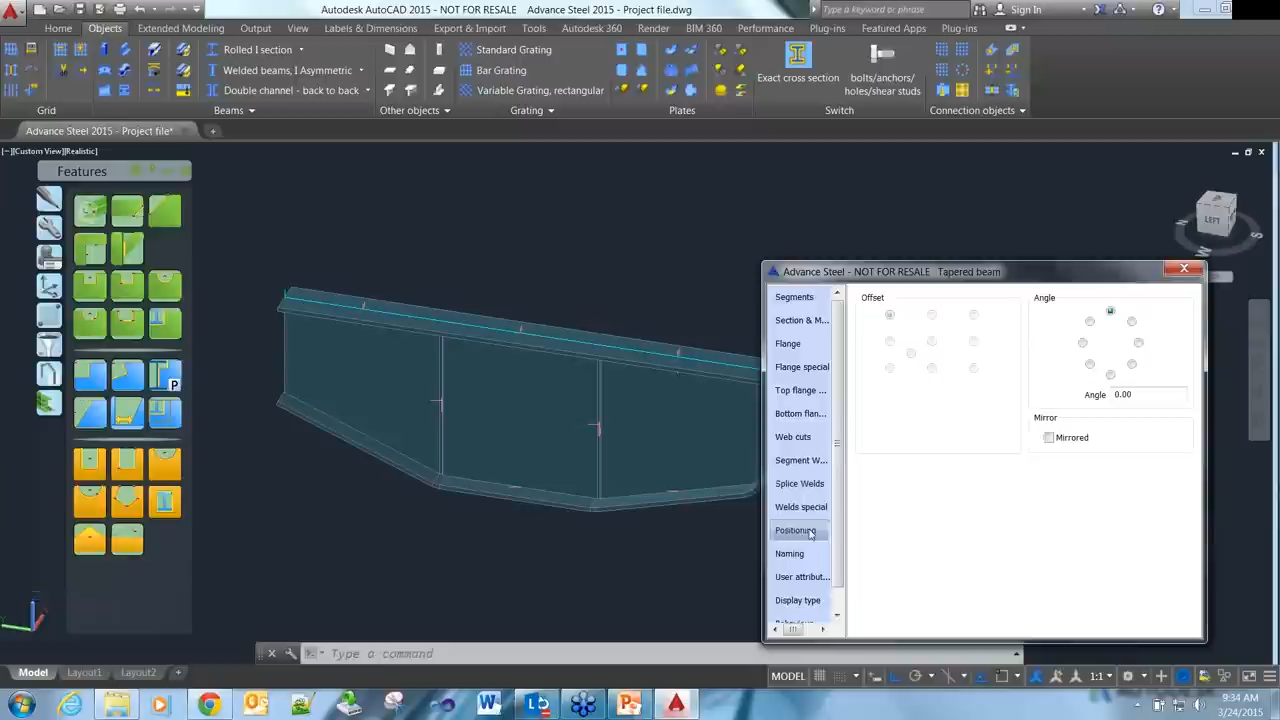 Autodesk AutoCAD 2015 - NOT FOR RESALE    Advance Steel - Project file.dwg
Type a keyword or phrase
Sign In
Home Objects Extended Modeling Output View Labels & Dimensions Export & Import Tools Autodesk 360 Render BIM 360 Performance Plug-ins Featured Apps Plug-ins
Rolled I section
Standard Grating
Welded beams, I Asymmetric
Bar Grating
Exact cross section
bolts/anchors/
Double channel - back to back
Variable Grating, rectangular
holes/shear studs
Grid Beams Other objects Grating Plates Switch Connection objects
Advance Steel 2015 - Project file*
[−][Custom View][Realistic]
Features
P
LEFT
Advance Steel - NOT FOR RESALE Tapered beam
Segments
Section & M...
Flange
Flange special
Top flange ...
Bottom flan...
Web cuts
Segment W...
Splice Welds
Welds special
Positioning
Naming
User attribut...
Display type
Behaviour
Offset
Angle
Angle 0.00
Mirror
Mirrored
Type a command
Model Layout1 Layout2 +
MODEL
1:1
9:34 AM
3/24/2015